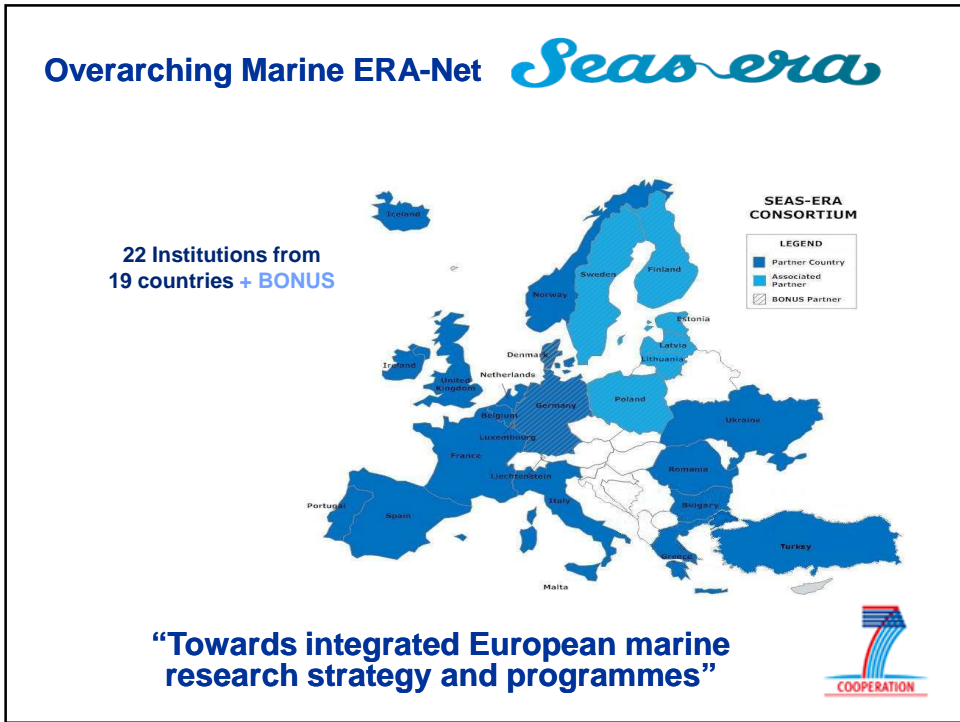 Overarching Marine ERA-Net
Seas era
22 Institutions from
19 countries + BONUS
SEAS-ERA
CONSORTIUM
LEGEND
Partner Country
Associated
Partner
BONUS Partner
Iceland
Norway
Sweden
Finland
Estonia
Latvia
Lithuania
Denmark
Ireland
United
Kingdom
Netherlands
Belgium
Germany
Poland
Luxembourg
Ukraine
France
Liechtenstein
Romania
Italy
Bulgary
Portugal
Spain
Greece
Turkey
Malta
“Towards integrated European marine
research strategy and programmes”
7
COOPERATION